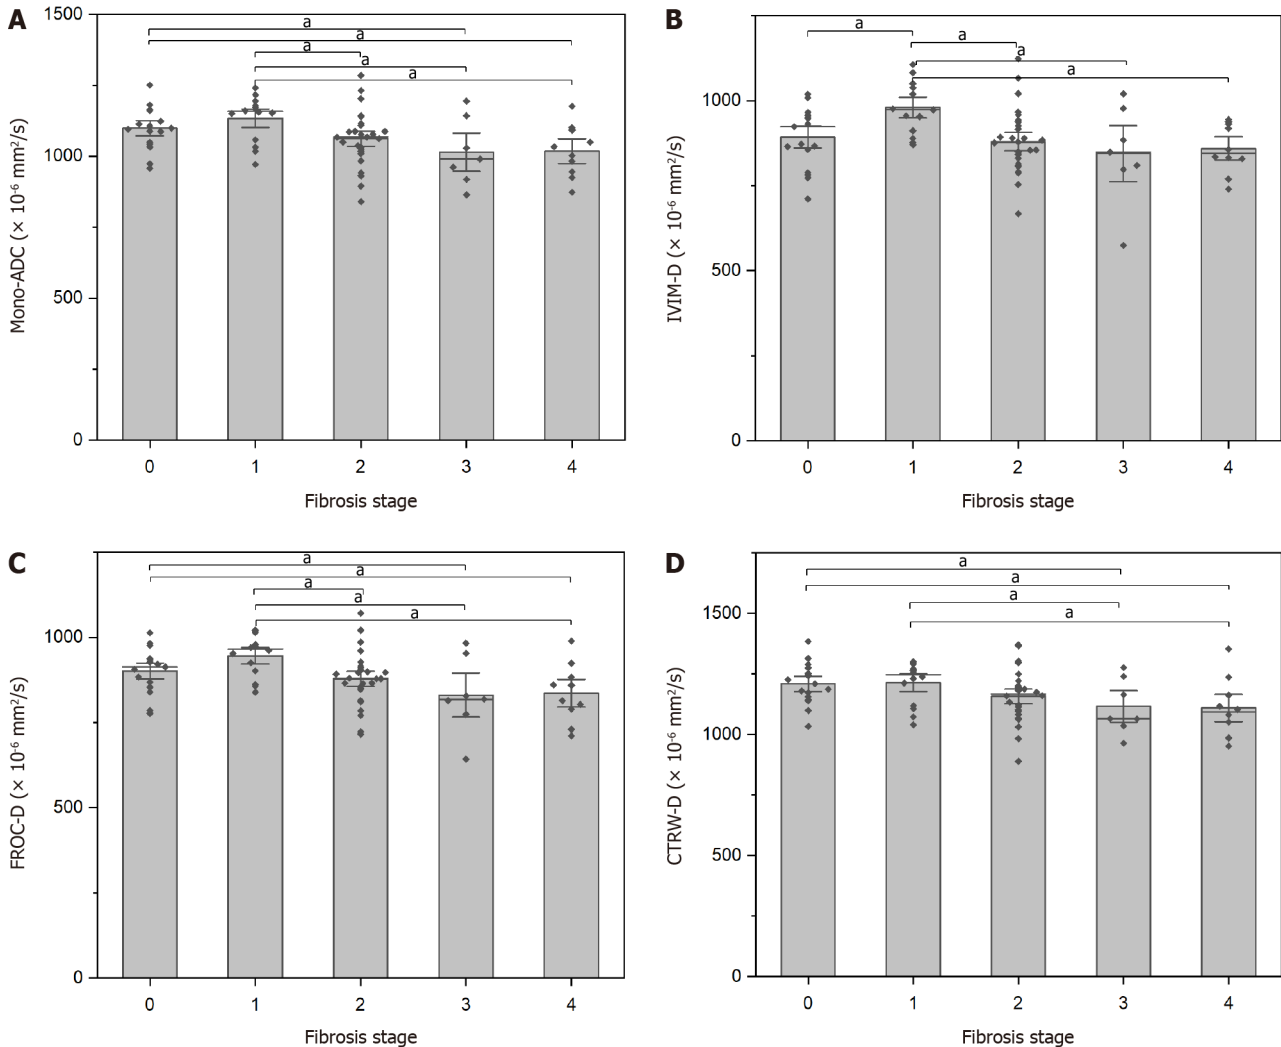 A
1500
1000
500
0
Mono-ADC (× 10⁻⁶ mm²/s)
a
a
a
a
a
0 1 2 3 4
Fibrosis stage
B
1000
500
0
IVIM-D (× 10⁻⁶ mm²/s)
a
a
a
a
0 1 2 3 4
Fibrosis stage
C
1000
500
0
FROC-D (× 10⁻⁶ mm²/s)
a
a
a
a
a
0 1 2 3 4
Fibrosis stage
D
1500
1000
500
0
CTRW-D (× 10⁻⁶ mm²/s)
a
a
a
a
0 1 2 3 4
Fibrosis stage